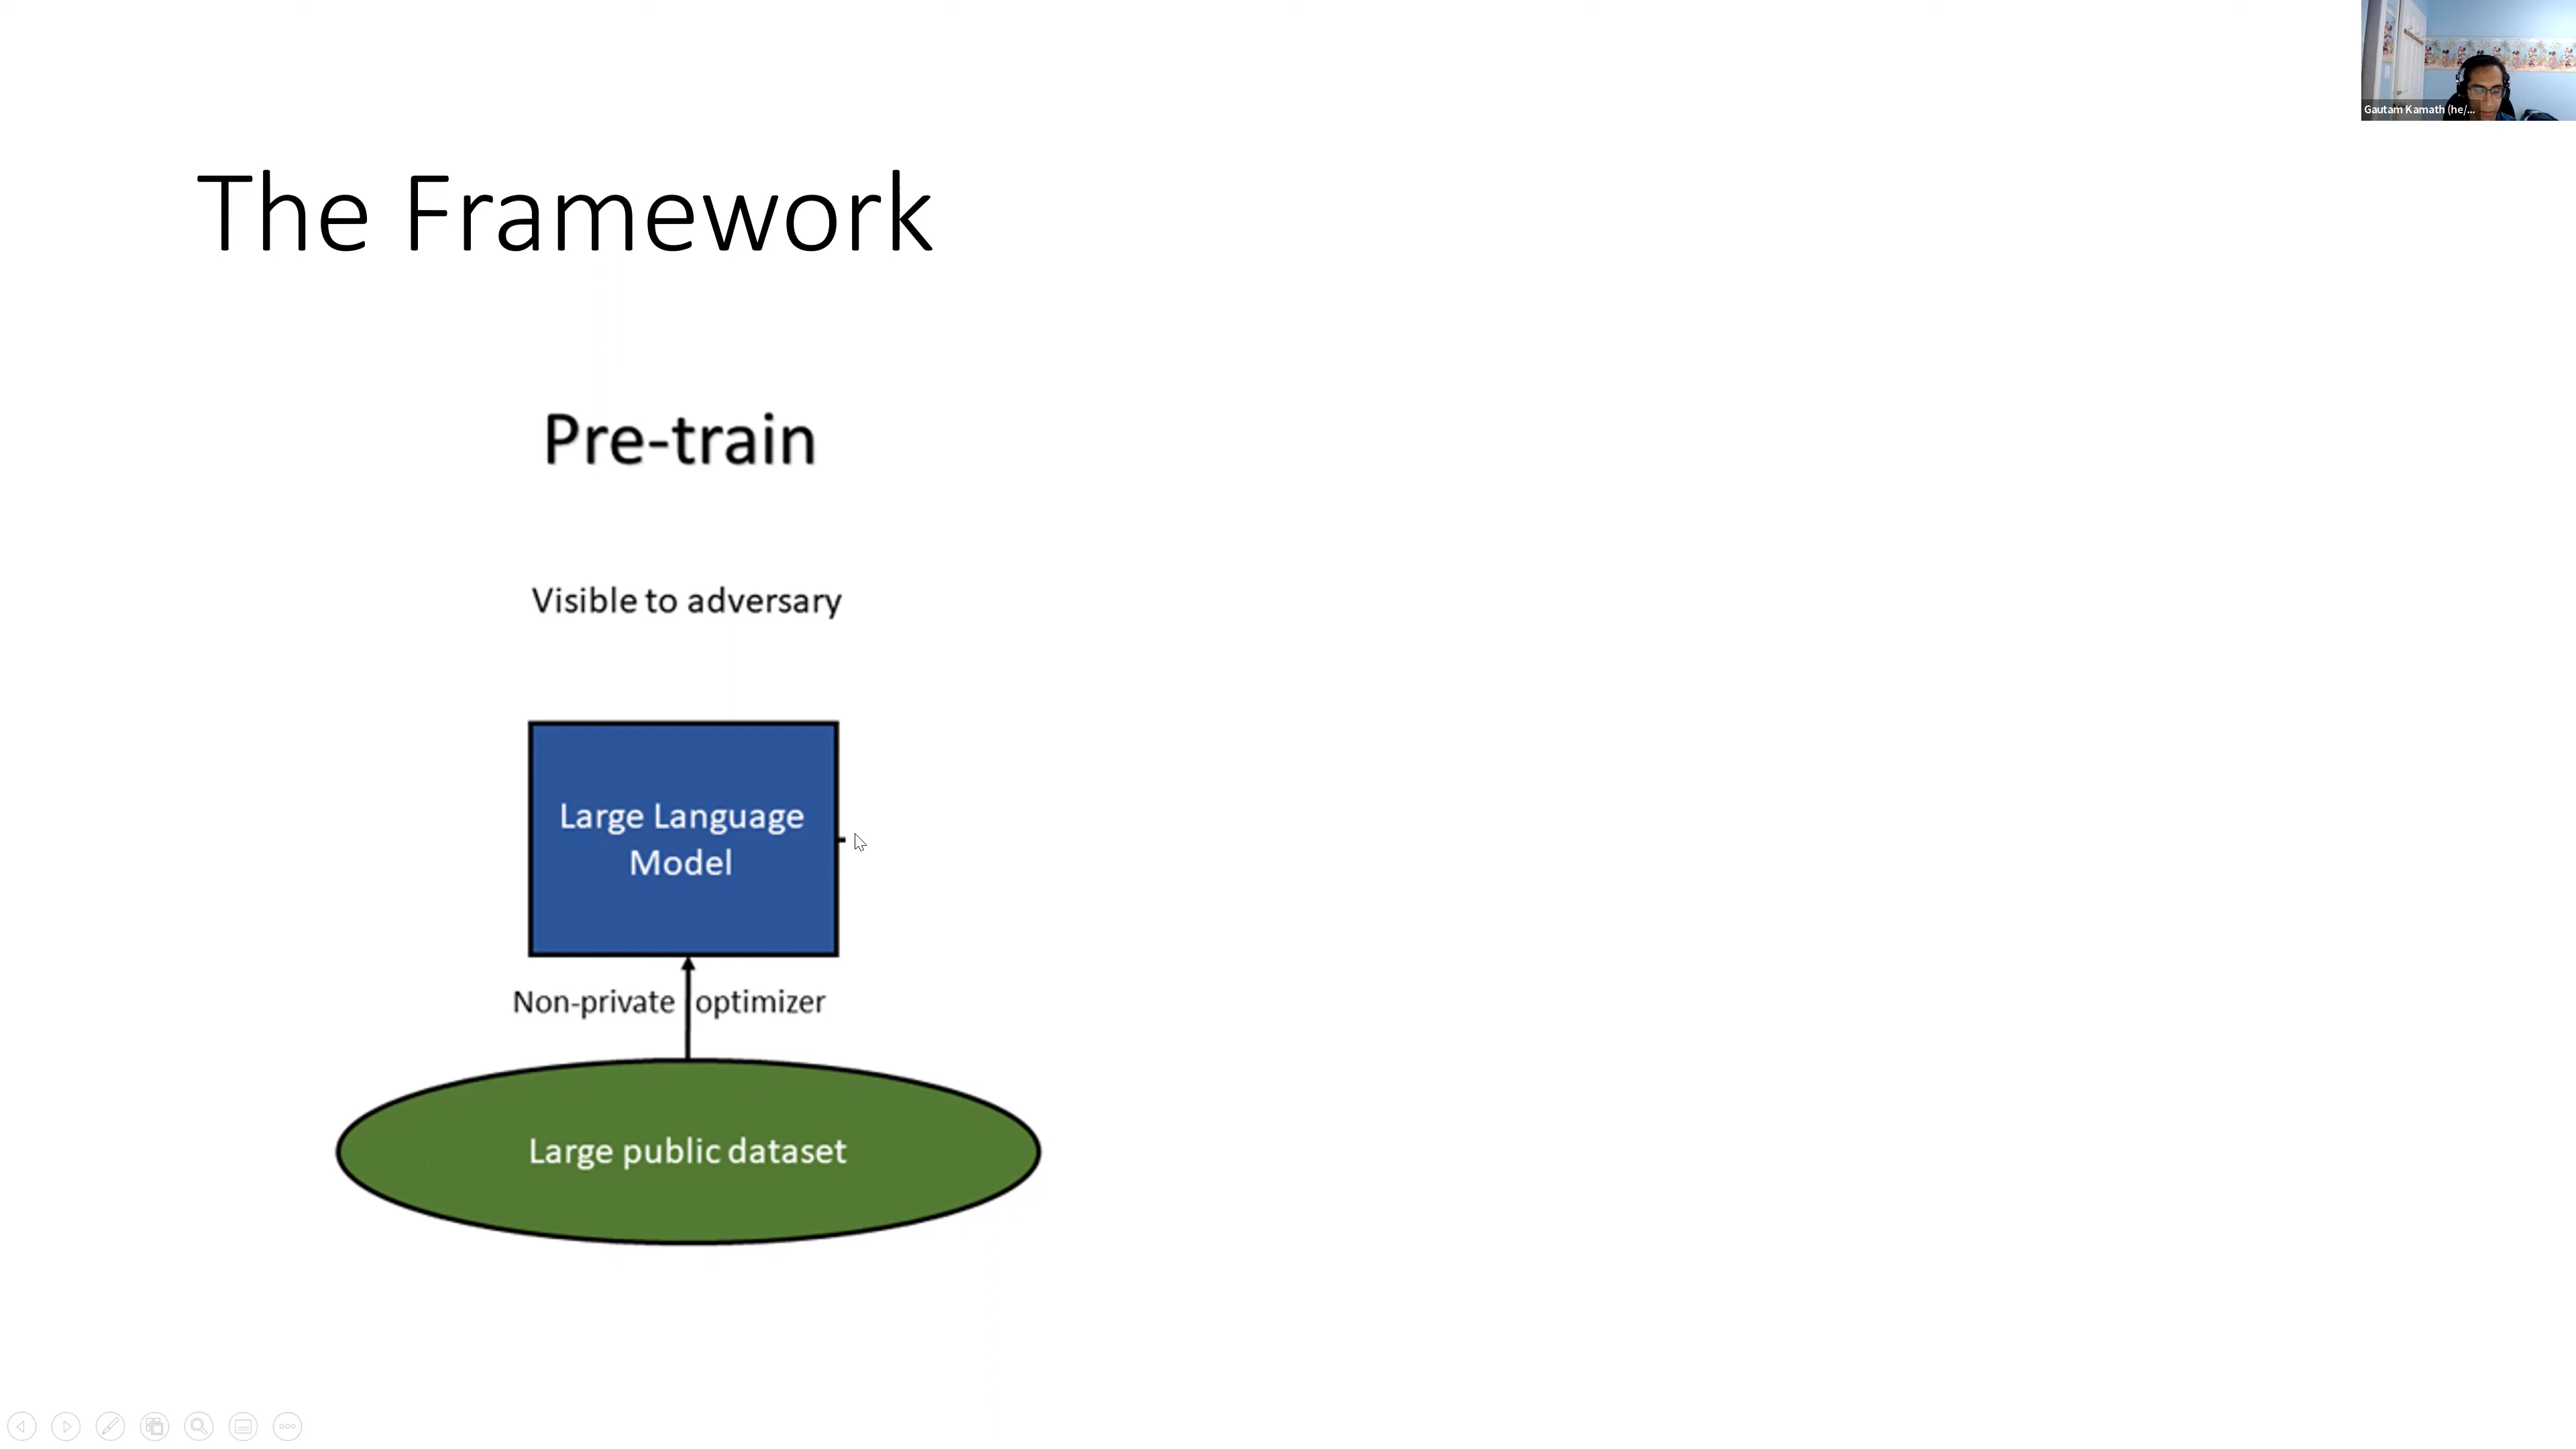 Gautam Kamath (he/...
The Framework
Pre-train
Visible to adversary
Large Language
Model
Non-private optimizer
Large public dataset